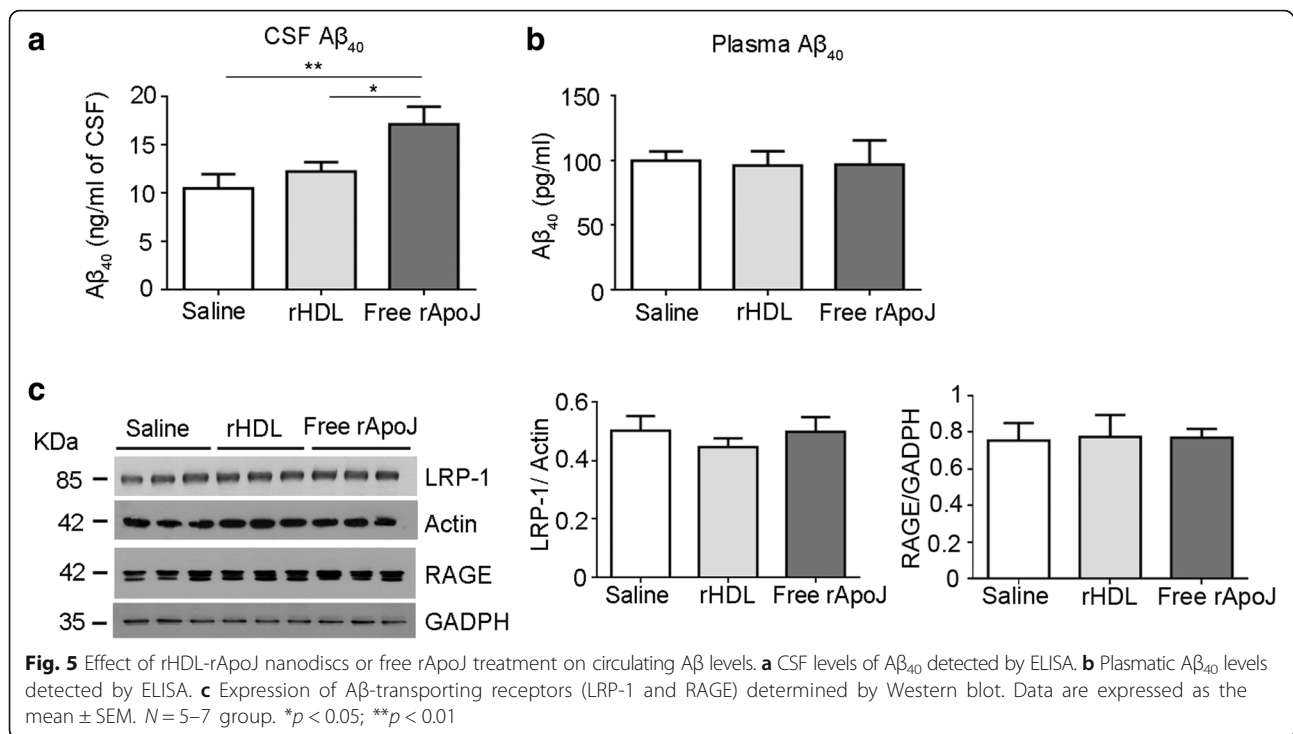 a
CSF Aβ₄₀
**
*
Aβ₄₀ (ng/ml of CSF)
20
15
10
5
0
Saline rHDL Free rApoJ
b
Plasma Aβ₄₀
Aβ₄₀ (pg/ml)
150
100
50
0
Saline rHDL Free rApoJ
c
KDa
Saline rHDL Free rApoJ
85 LRP-1
42 Actin
42 RAGE
35 GADPH
LRP-1/ Actin
0.6
0.4
0.2
0
Saline rHDL Free rApoJ
RAGE/GADPH
1
0.8
0.6
0.4
0.2
0
Saline rHDL Free rApoJ
Fig. 5 Effect of rHDL-rApoJ nanodiscs or free rApoJ treatment on circulating Aβ levels. a CSF levels of Aβ₄₀ detected by ELISA. b Plasmatic Aβ₄₀ levels
detected by ELISA. c Expression of Aβ-transporting receptors (LRP-1 and RAGE) determined by Western blot. Data are expressed as the
mean ± SEM. N = 5–7 group. *p < 0.05; **p < 0.01